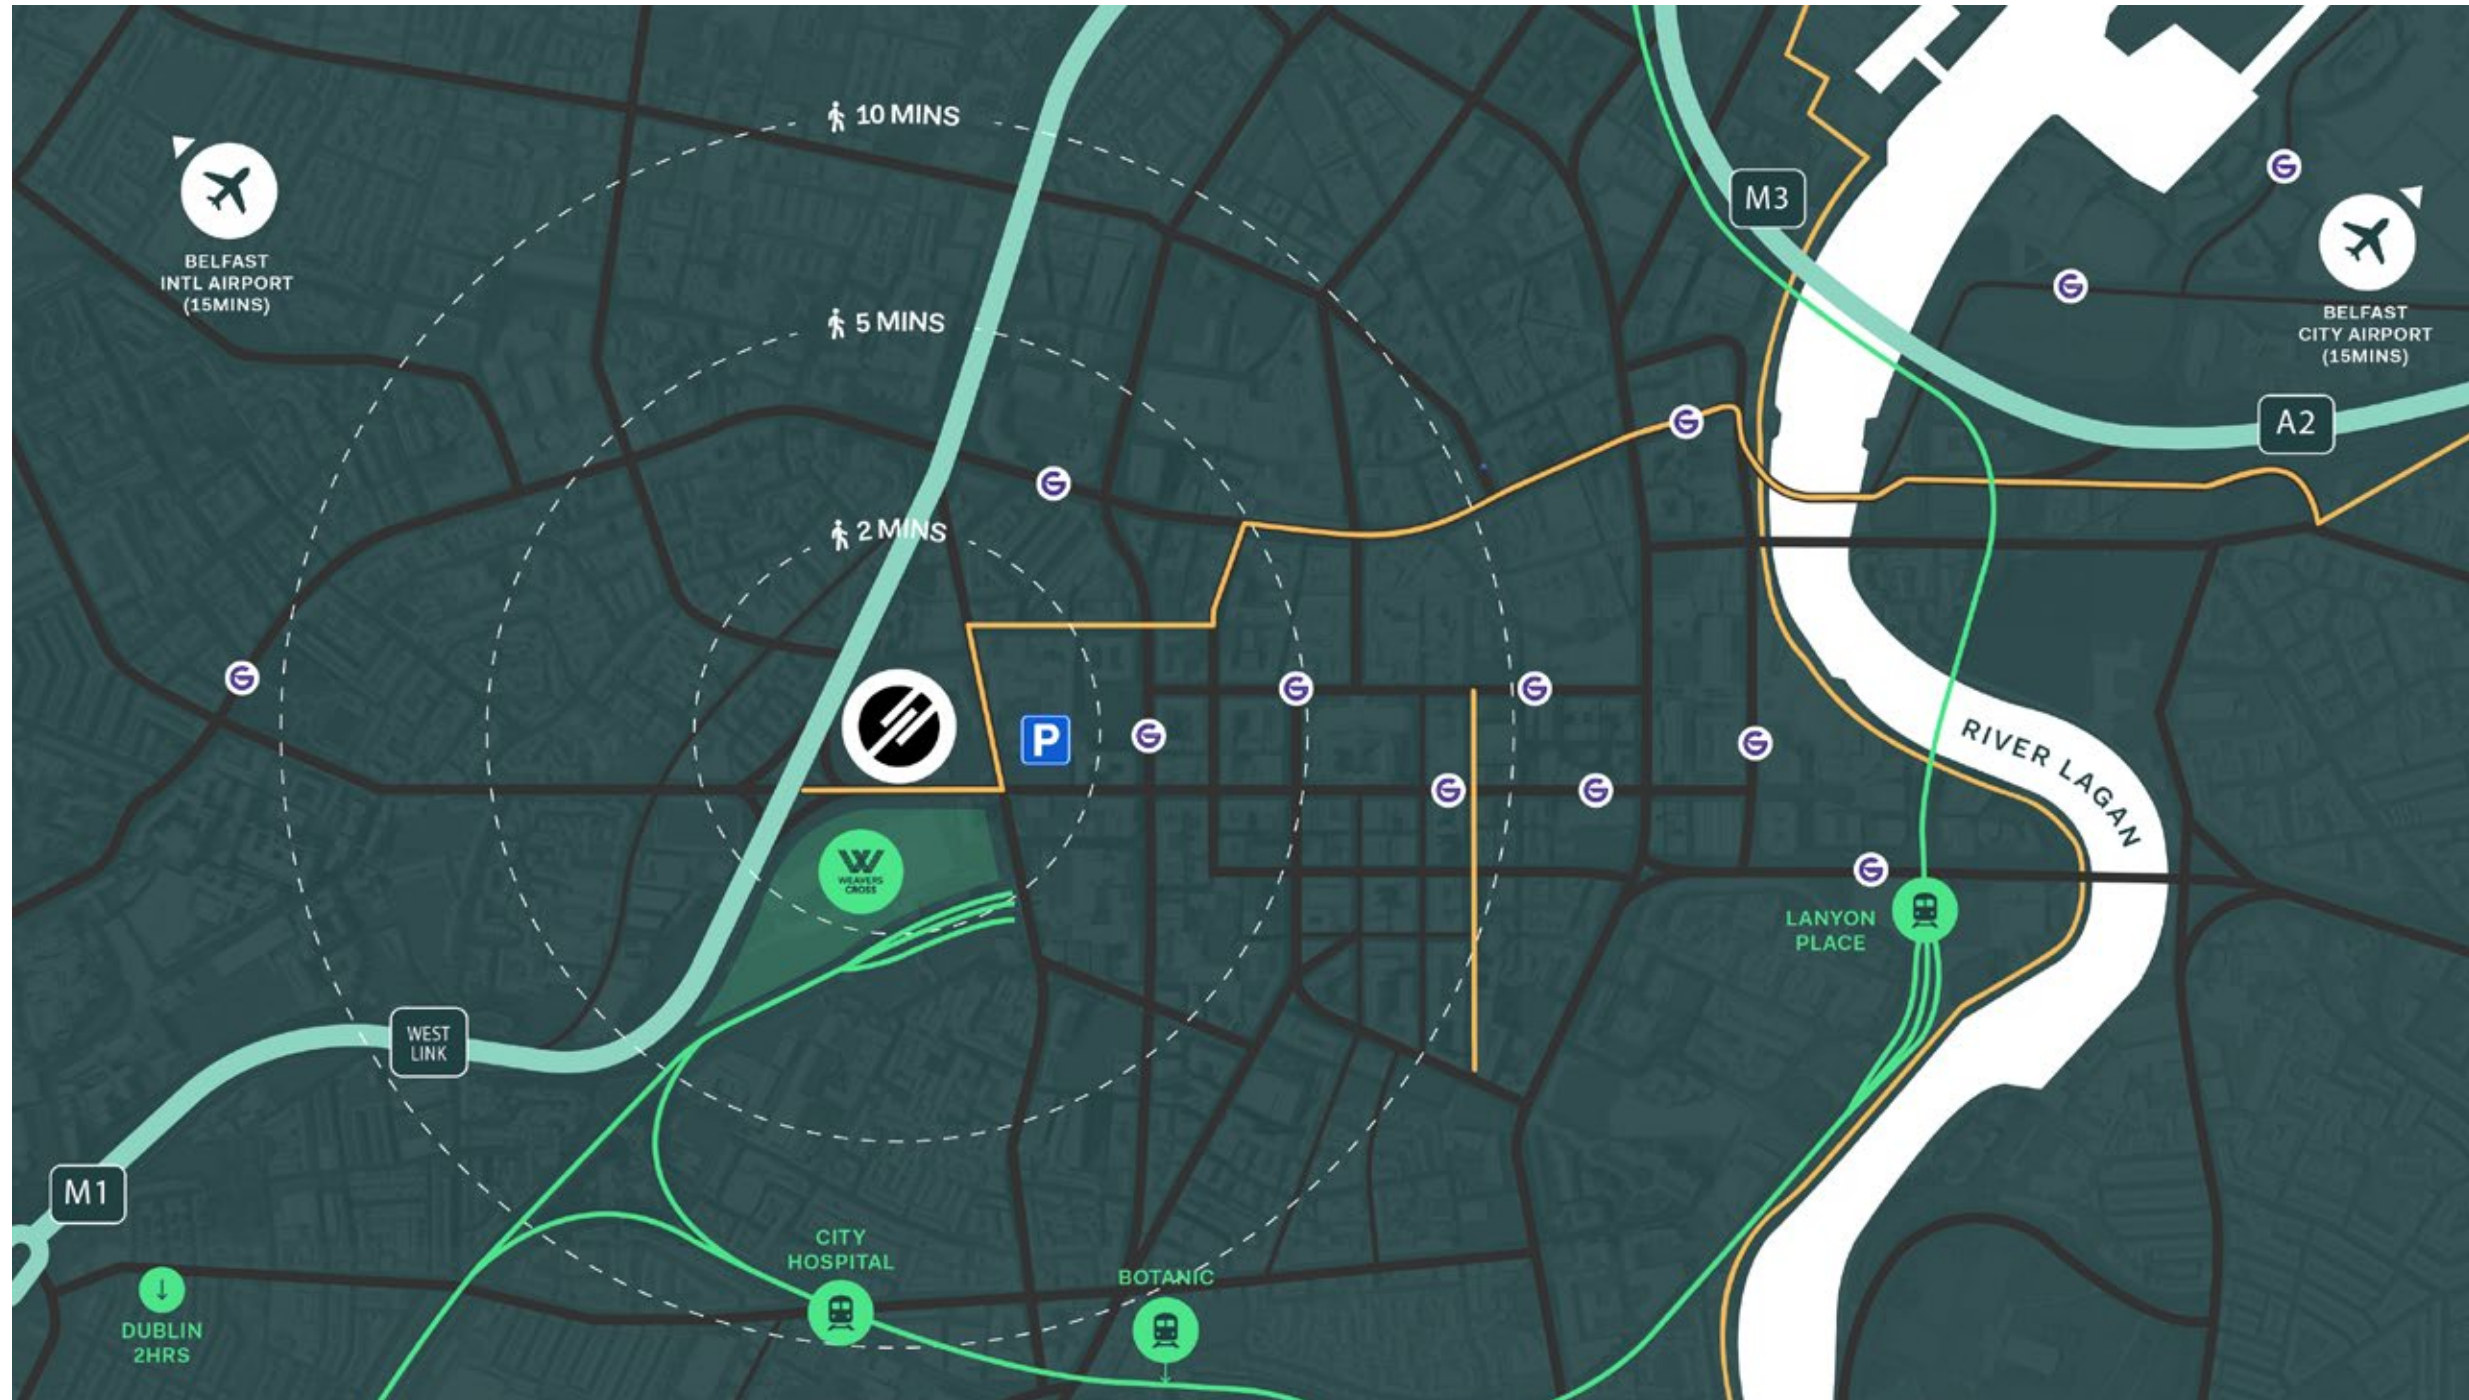 10 MINS
M3
BELFAST
INTL AIRPORT
(15MINS)
BELFAST
CITY AIRPORT
(15MINS)
5 MINS
A2
G
G
G
G
2 MINS
G
G
G
G
P
G
G
RIVER LAGAN
G
G
W
WEAVERS
CROSS
G
LANYON
PLACE
WEST
LINK
M1
CITY
HOSPITAL
BOTANIC
DUBLIN
2HRS